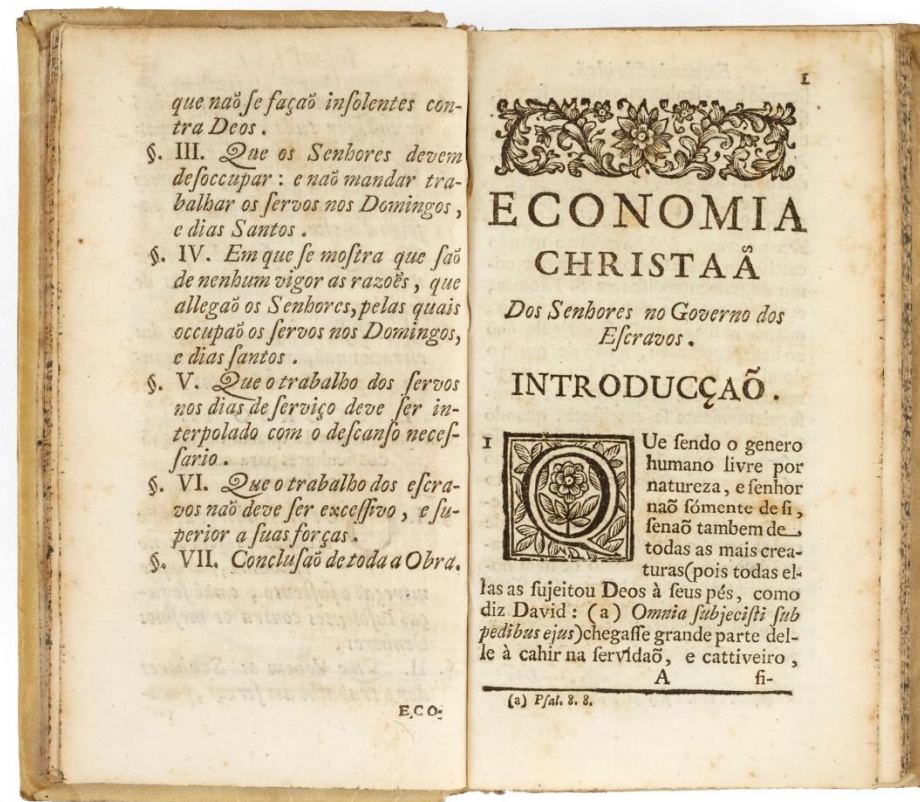 que naõ ſe façaõ inſolentes con-
tra Deos.
§. III. Que os Senhores devem
deſoccupar : e naõ mandar tra-
balhar os ſervos nos Domingos ,
e dias Santos .
§. IV. Em que ſe moſtra que ſaõ
de nenhum vigor as razoẽs , que
allegaõ os Senhores, pelas quais
occupaõ os ſervos nos Domingos,
e dias ſantos .
§. V. Que o trabalho dos ſervos
nos dias de ſerviço deve ſer in-
terpolado com o deſcanſo neceſ-
ſario .
§. VI. Que o trabalho dos eſcra-
vos naõ deve ſer exceſſivo , e ſu-
perior a ſuas forças .
§. VII. Concluſaõ de toda a Obra.
ECO-
1
ECONOMIA
CHRISTAÃ
Dos Senhores no Governo dos
Eſcravos .
INTRODUCÇAÕ .
1 QUe ſendo o genero
humano livre por
natureza , e ſenhor
naõ ſómente de ſi ,
ſenaõ tambem de
todas as mais crea-
turas(pois todas el-
las as ſujeitou Deos à ſeus pés , como
diz David : (a) Omnia ſubjeciſti ſub
pedibus ejus)chegaſſe grande parte del-
le à cahir na ſervidaõ , e cattiveiro ,
A ſi-
(a) Pſal. 8. 8.